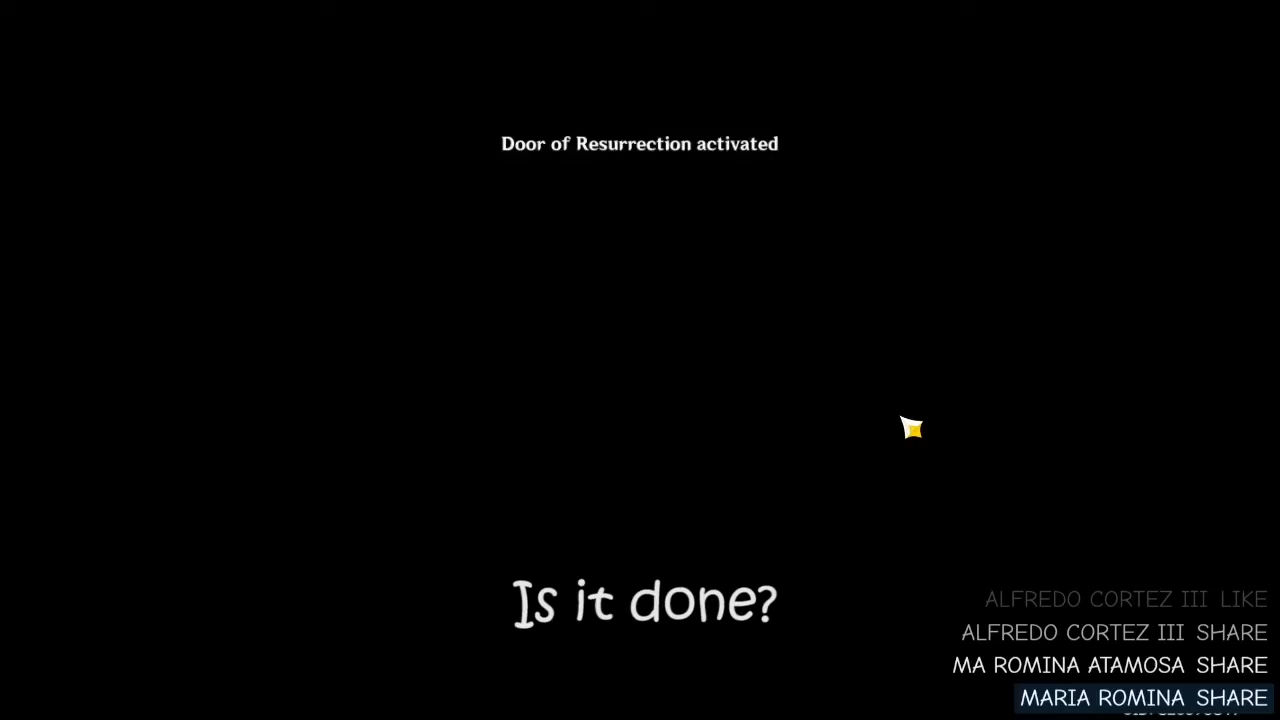 Door of Resurrection activated
Is it done?
ALFREDO CORTEZ III LIKE
ALFREDO CORTEZ III SHARE
MA ROMINA ATAMOSA SHARE
MARIA ROMINA SHARE